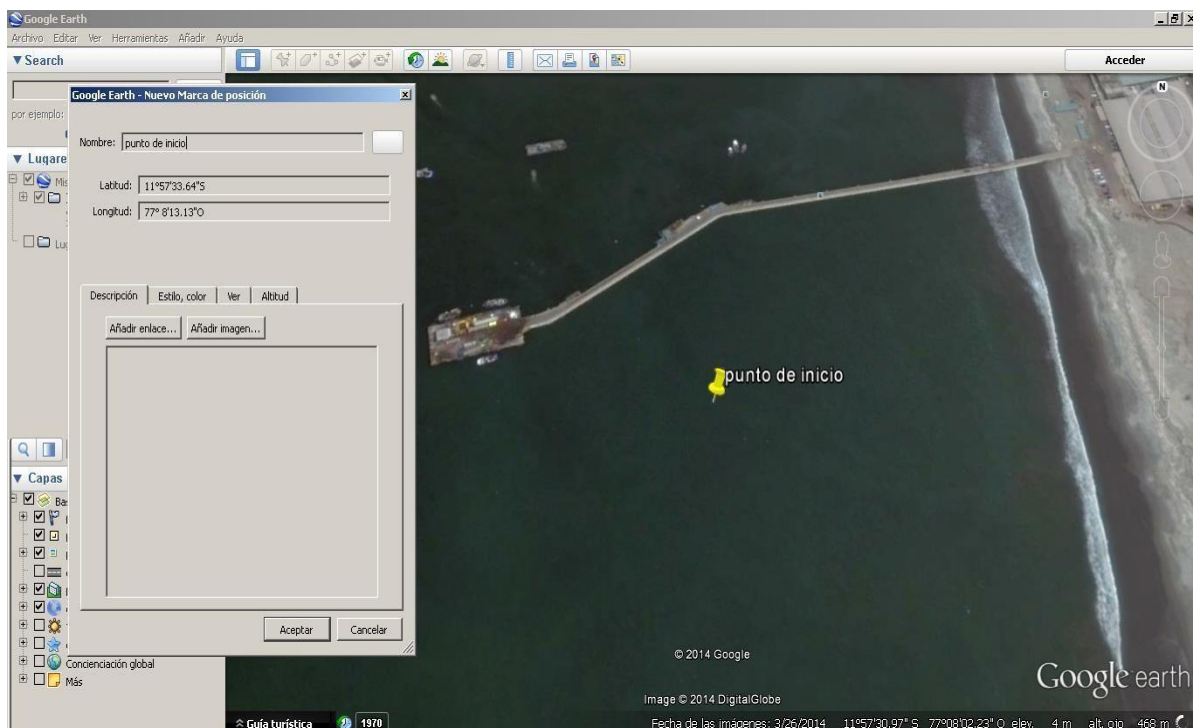 Google Earth
Archivo Editar Ver Herramientas Añadir Ayuda
Search
Acceder
por ejemplo:
N
Google Earth - Nuevo Marca de posición
Nombre: punto de inicio
Latitud: 11°57'33.64"S
Longitud: 77° 8'13.13"O
Lugare
Mis
Lug
Descripción Estilo, color Ver Altitud
Añadir enlace... Añadir imagen...
punto de inicio
Capas
Bas
Aceptar Cancelar
Concienciación global
Más
© 2014 Google
Google earth
Image © 2014 DigitalGlobe
Guía turística 1970
Fecha de las imágenes: 3/26/2014 11°57'30.97" S 77°08'02.23" O elev. 4 m alt. ojo 468 m